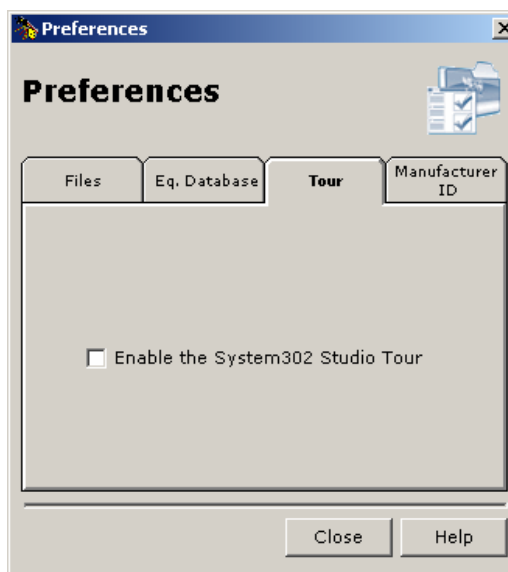 Preferences
Preferences
Files
Eq. Database
Tour
Manufacturer
ID
Enable the System302 Studio Tour
Close
Help